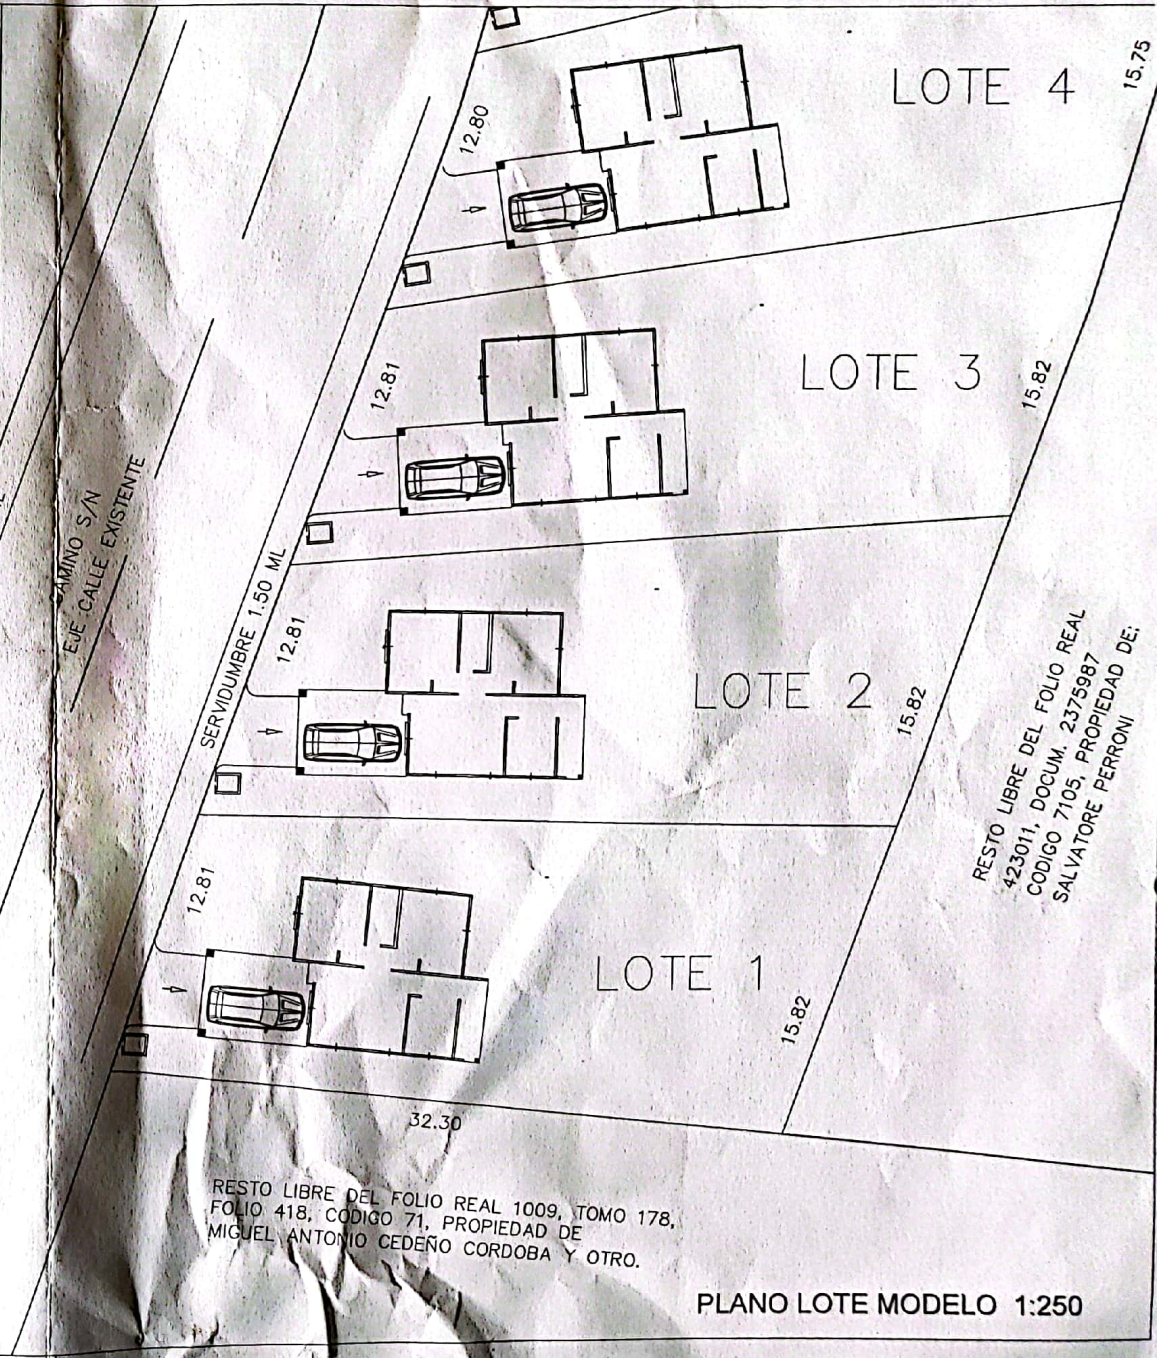 LOTE 4
15.75
12.80
LOTE 3
15.82
12.81
CAMINO S/N
EJE CALLE EXISTENTE
SERVIDUMBRE 1.50 ML
12.81
LOTE 2
15.82
RESTO LIBRE DEL FOLIO REAL
423011, DOCUM. 2375987
CODIGO 7105, PROPIEDAD DE:
SALVATORE PERRONI
12.81
LOTE 1
15.82
32.30
RESTO LIBRE DEL FOLIO REAL 1009, TOMO 178,
FOLIO 418, CODIGO 71, PROPIEDAD DE
MIGUEL ANTONIO CEDEÑO CORDOBA Y OTRO.
PLANO LOTE MODELO 1:250